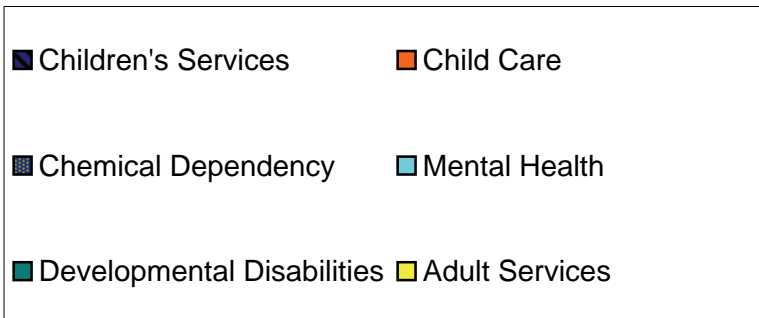 Children's Services Child Care
Chemical Dependency Mental Health
Developmental Disabilities Adult Services